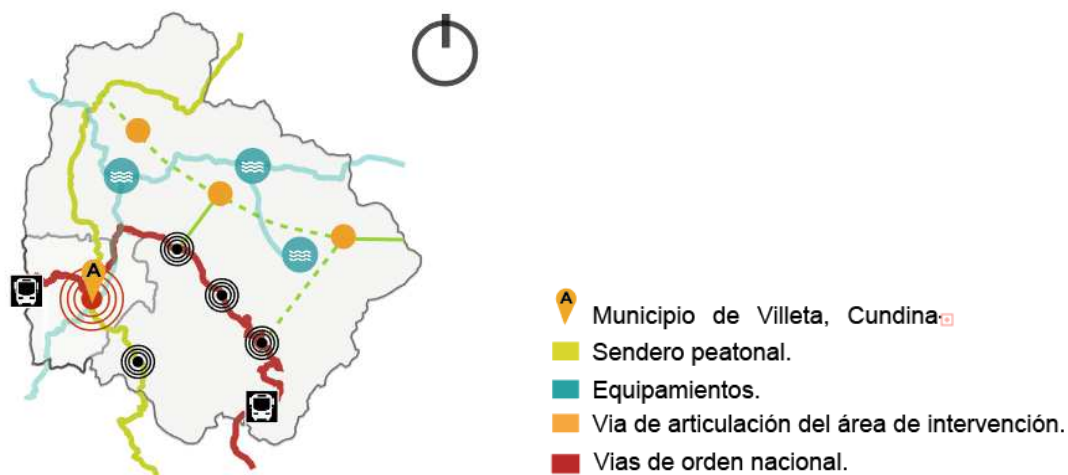 A
A
Municipio de Villeta, Cundina-
Sendero peatonal.
Equipamientos.
Via de articulación del área de intervención.
Vias de orden nacional.